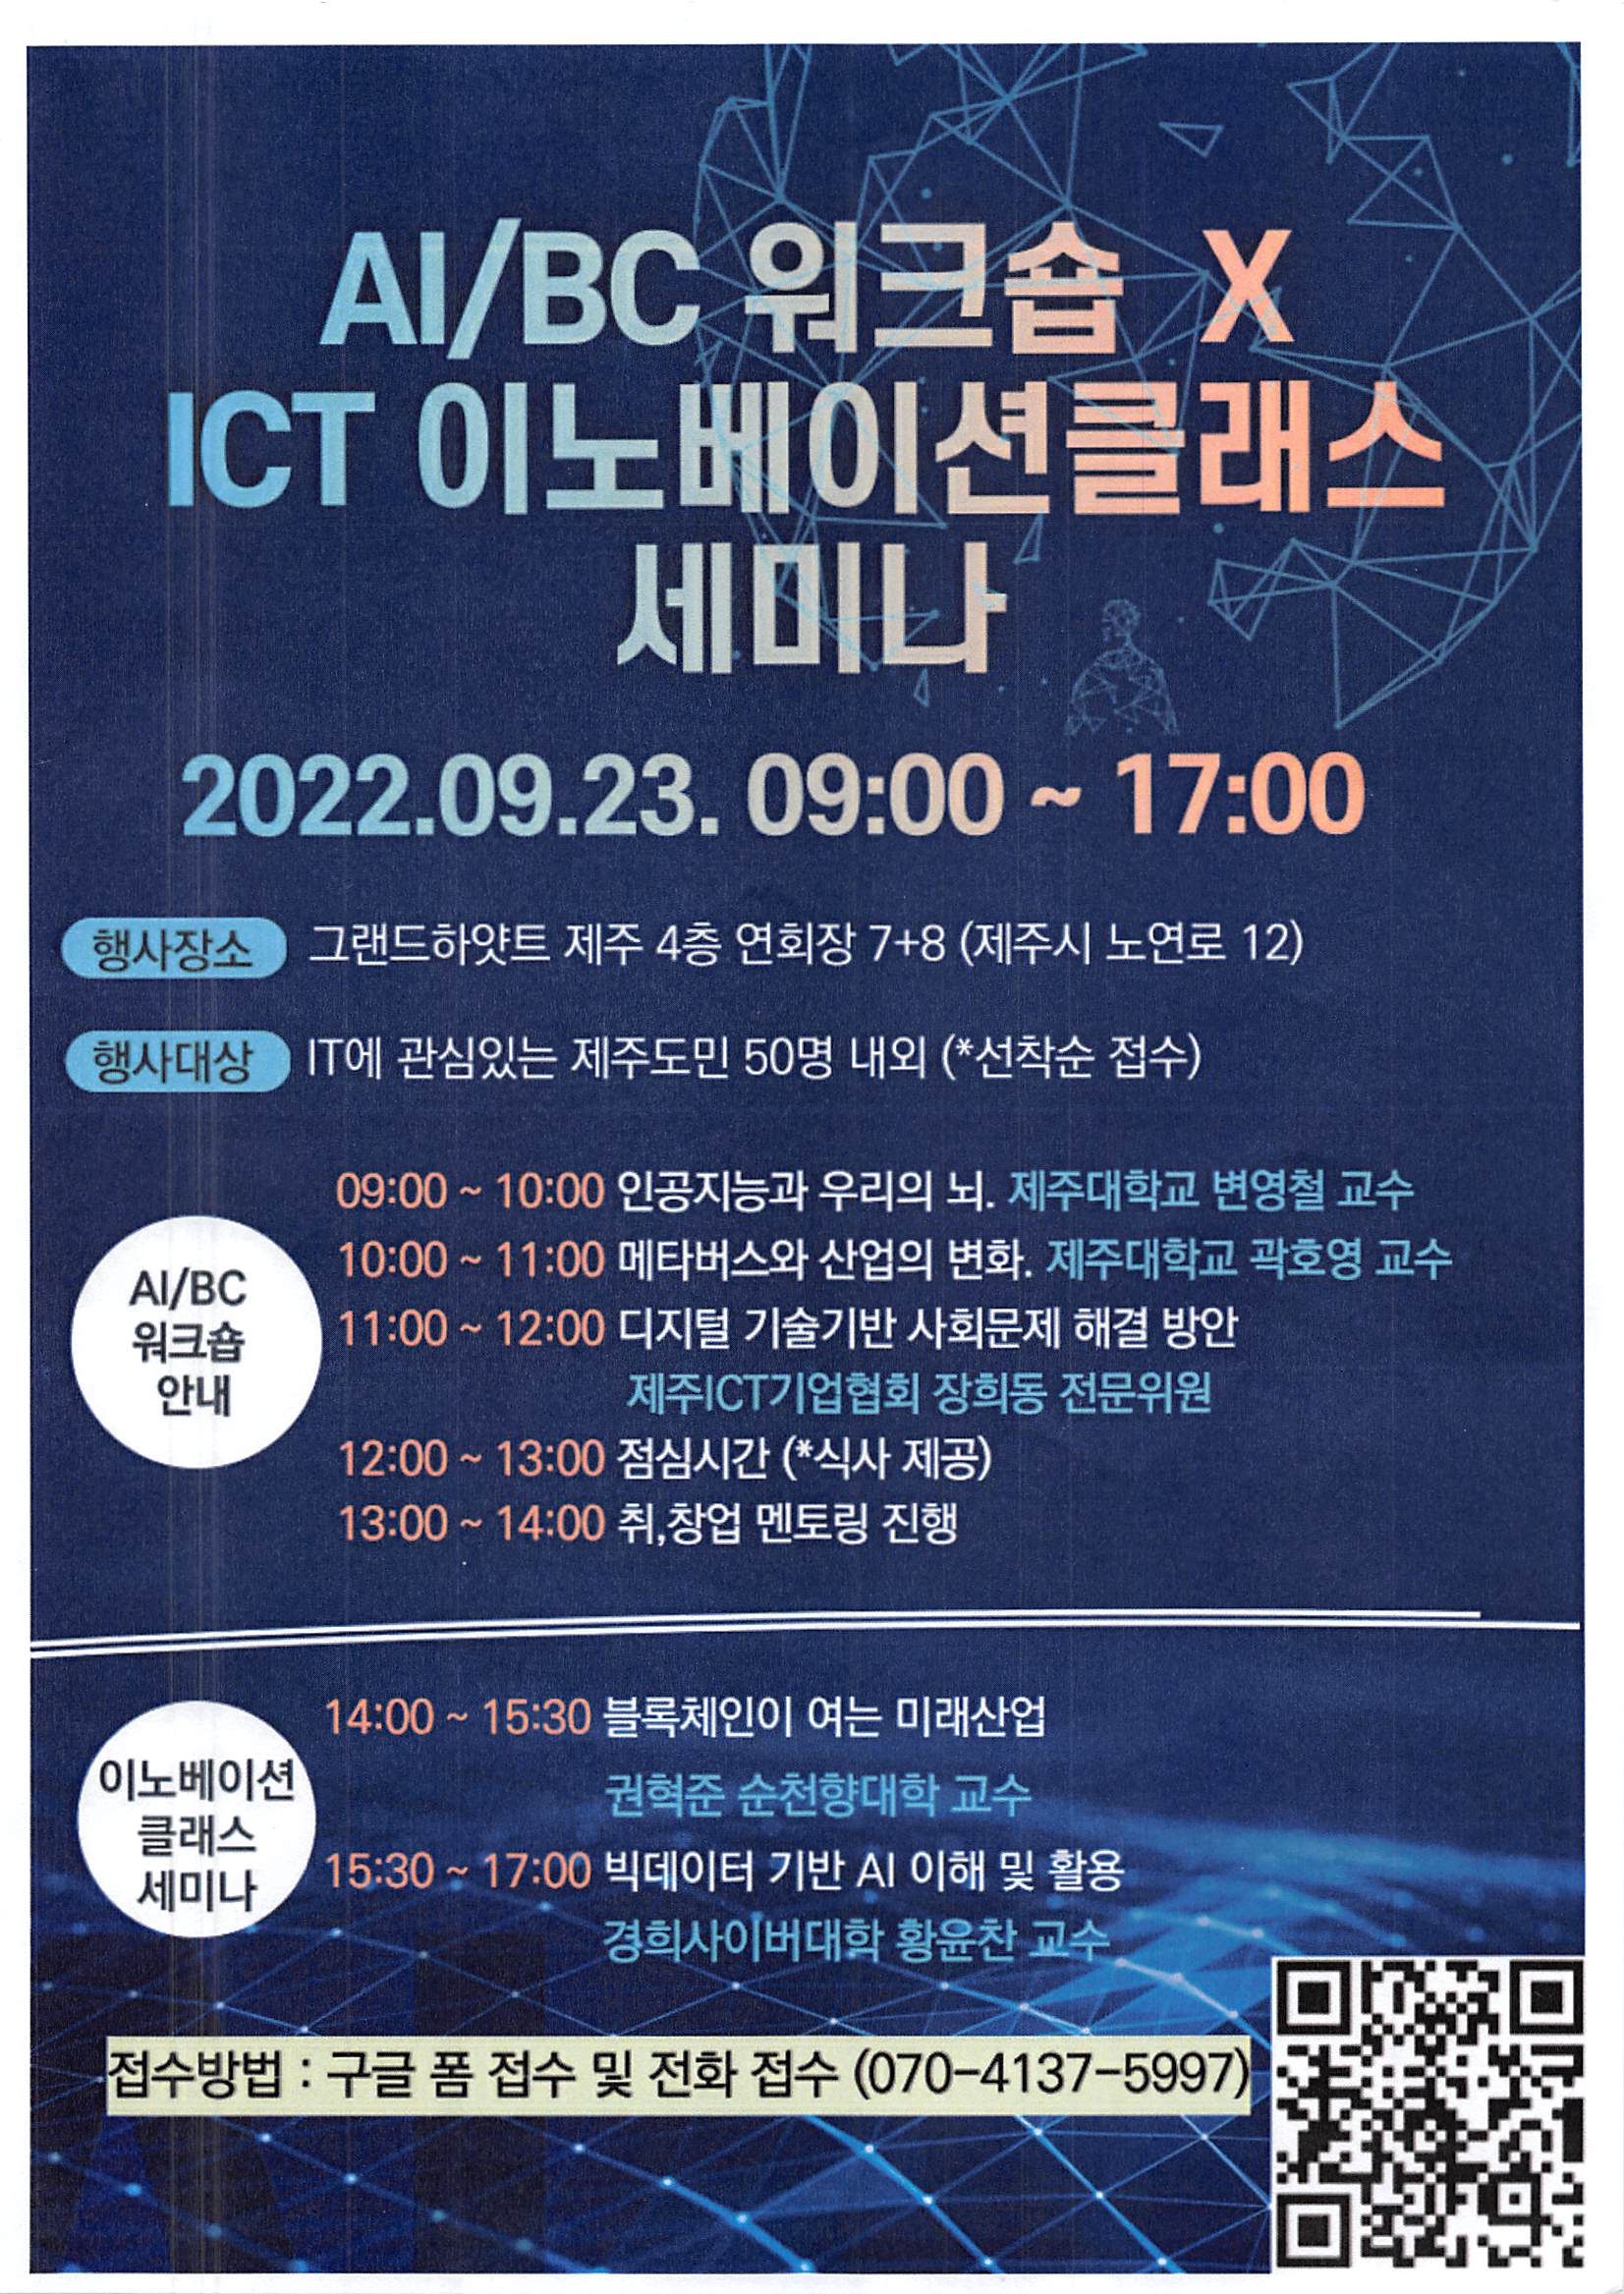 AI/BC 워크숍 X
ICT 이노베이션클래스
세미나
2022.09.23. 09:00 ~ 17:00
행사장소 그랜드하얏트 제주 4층 연회장 7+8 (제주시 노연로 12)
행사대상 IT에 관심있는 제주도민 50명 내외 (*선착순 접수)
AI/BC
워크숍
안내
09:00 ~ 10:00 인공지능과 우리의 뇌. 제주대학교 변영철 교수
10:00 ~ 11:00 메타버스와 산업의 변화. 제주대학교 곽호영 교수
11:00 ~ 12:00 디지털 기술기반 사회문제 해결 방안
제주ICT기업협회 장희동 전문위원
12:00 ~ 13:00 점심시간 (*식사 제공)
13:00 ~ 14:00 취,창업 멘토링 진행
이노베이션
클래스
세미나
14:00 ~ 15:30 블록체인이 여는 미래산업
권혁준 순천향대학 교수
15:30 ~ 17:00 빅데이터 기반 AI 이해 및 활용
경희사이버대학 황윤찬 교수
접수방법 : 구글 폼 접수 및 전화 접수 (070-4137-5997)